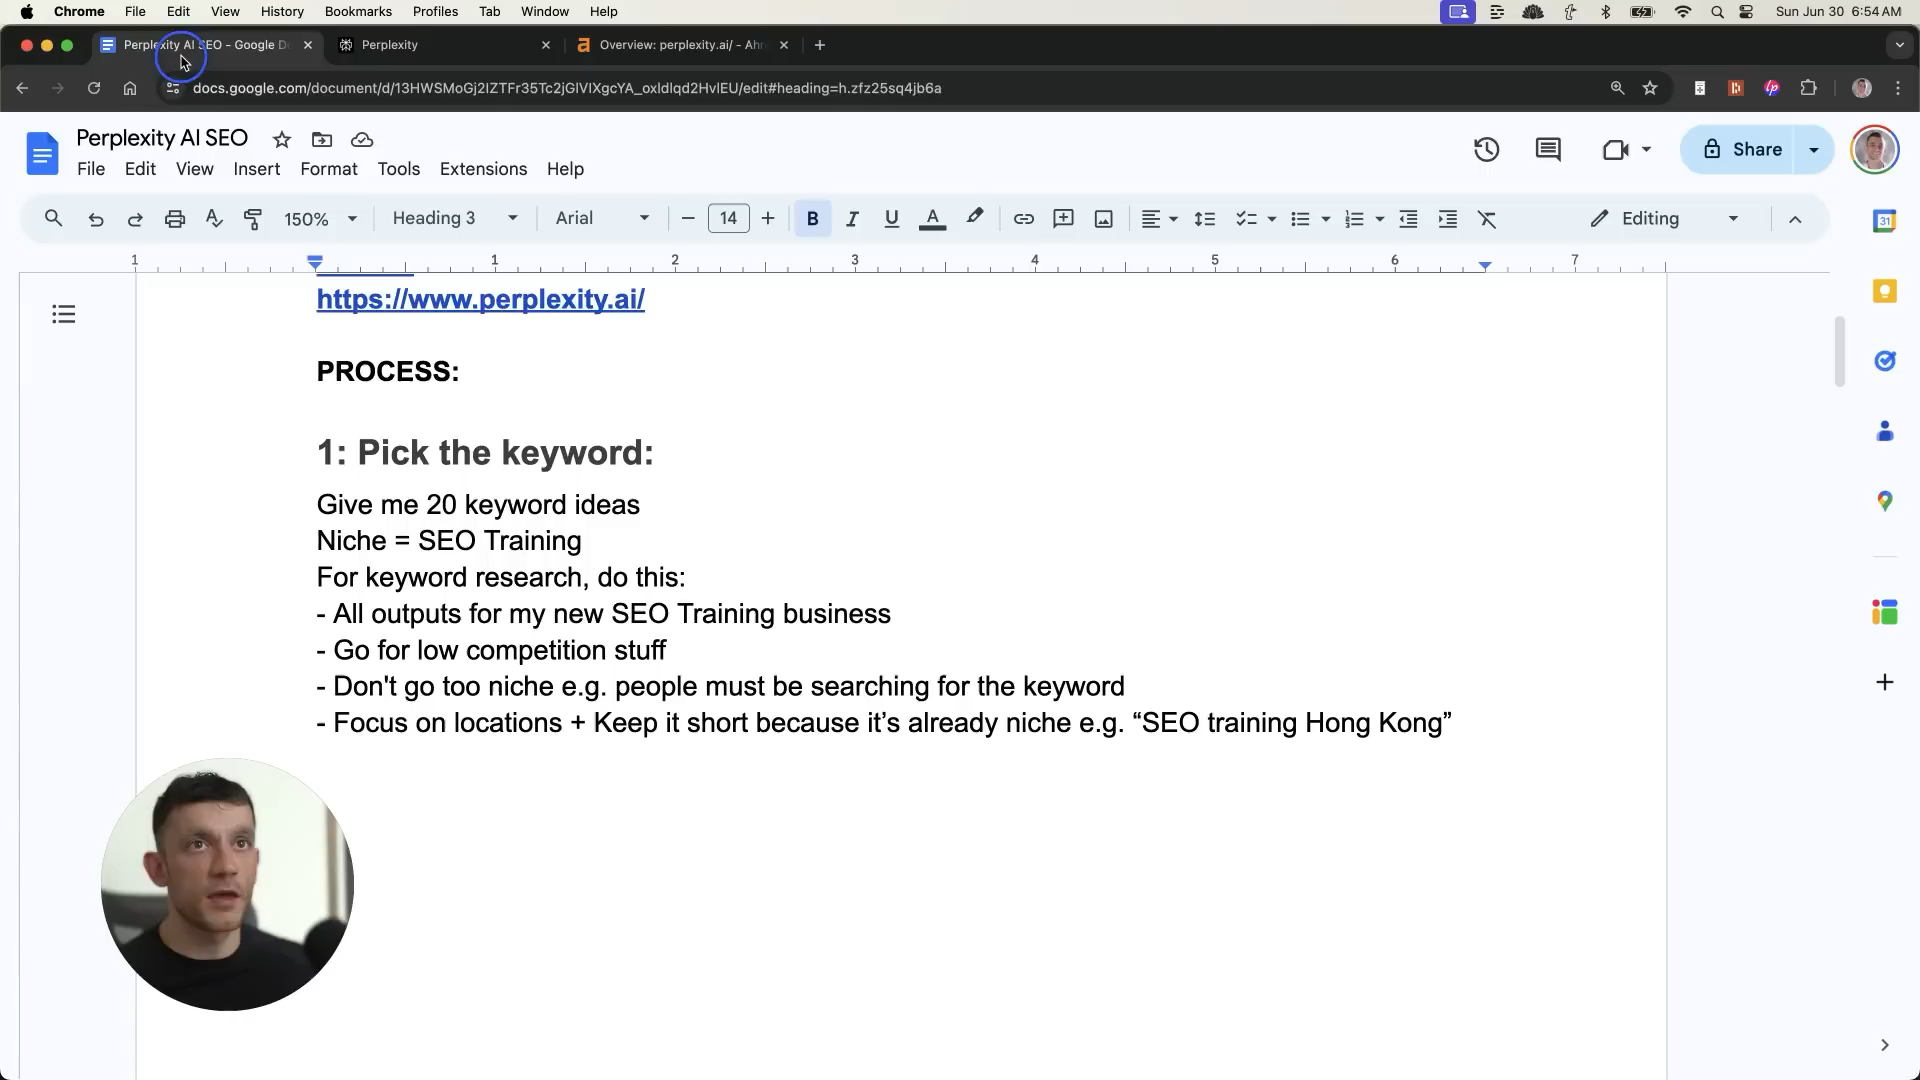 Chrome File Edit View History Bookmarks Profiles Tab Window Help Sun Jun 30 6:54 AM
Perplexity AI SEO - Google D Perplexity Overview: perplexity.ai/ - Ahr
docs.google.com/document/d/13HWSMoGj2IZTFr35Tc2jGlVIXgcYA_oxldlqd2HvlEU/edit#heading=h.zfz25sq4jb6a
Perplexity AI SEO
File Edit View Insert Format Tools Extensions Help
Share
150% Heading 3 Arial 14 B I U A Editing
1 1 2 3 4 5 6 7
31
https://www.perplexity.ai/
PROCESS:
1: Pick the keyword:
Give me 20 keyword ideas
Niche = SEO Training
For keyword research, do this:
- All outputs for my new SEO Training business
- Go for low competition stuff
- Don't go too niche e.g. people must be searching for the keyword
- Focus on locations + Keep it short because it’s already niche e.g. “SEO training Hong Kong”